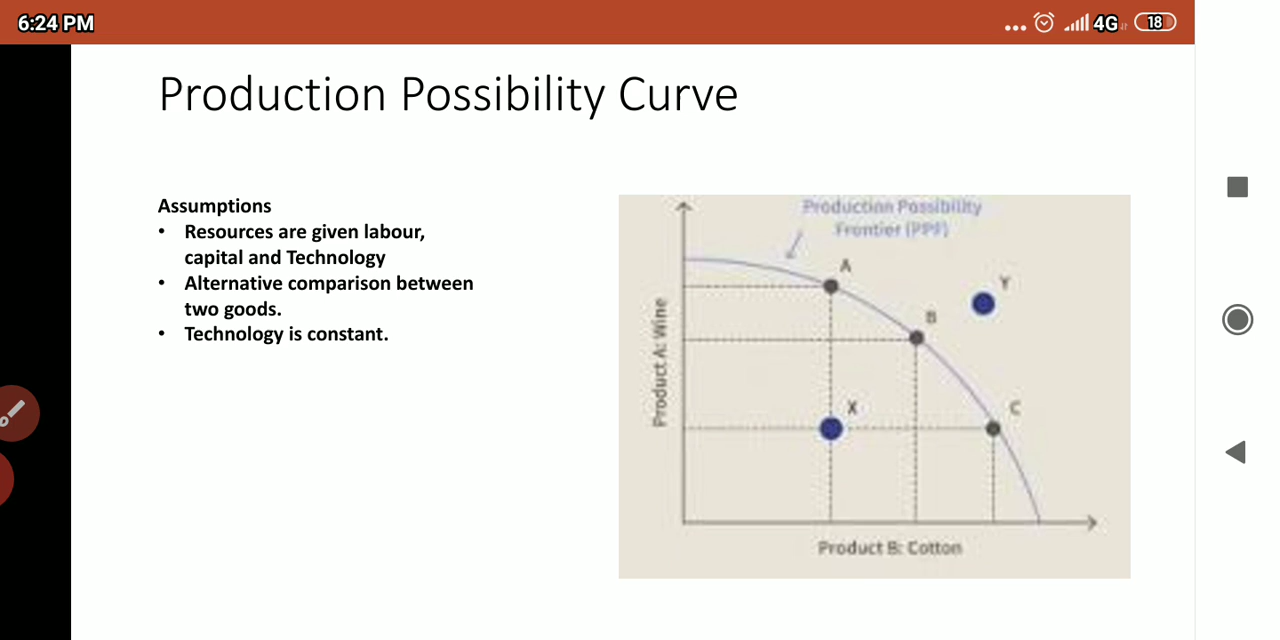 6:24 PM
4G
18
Production Possibility Curve
Assumptions
• Resources are given labour,
capital and Technology
• Alternative comparison between
two goods.
• Technology is constant.
Production Possibility
Frontier (PPF)
A
Y
B
X
C
Product A: Wine
Product B: Cotton